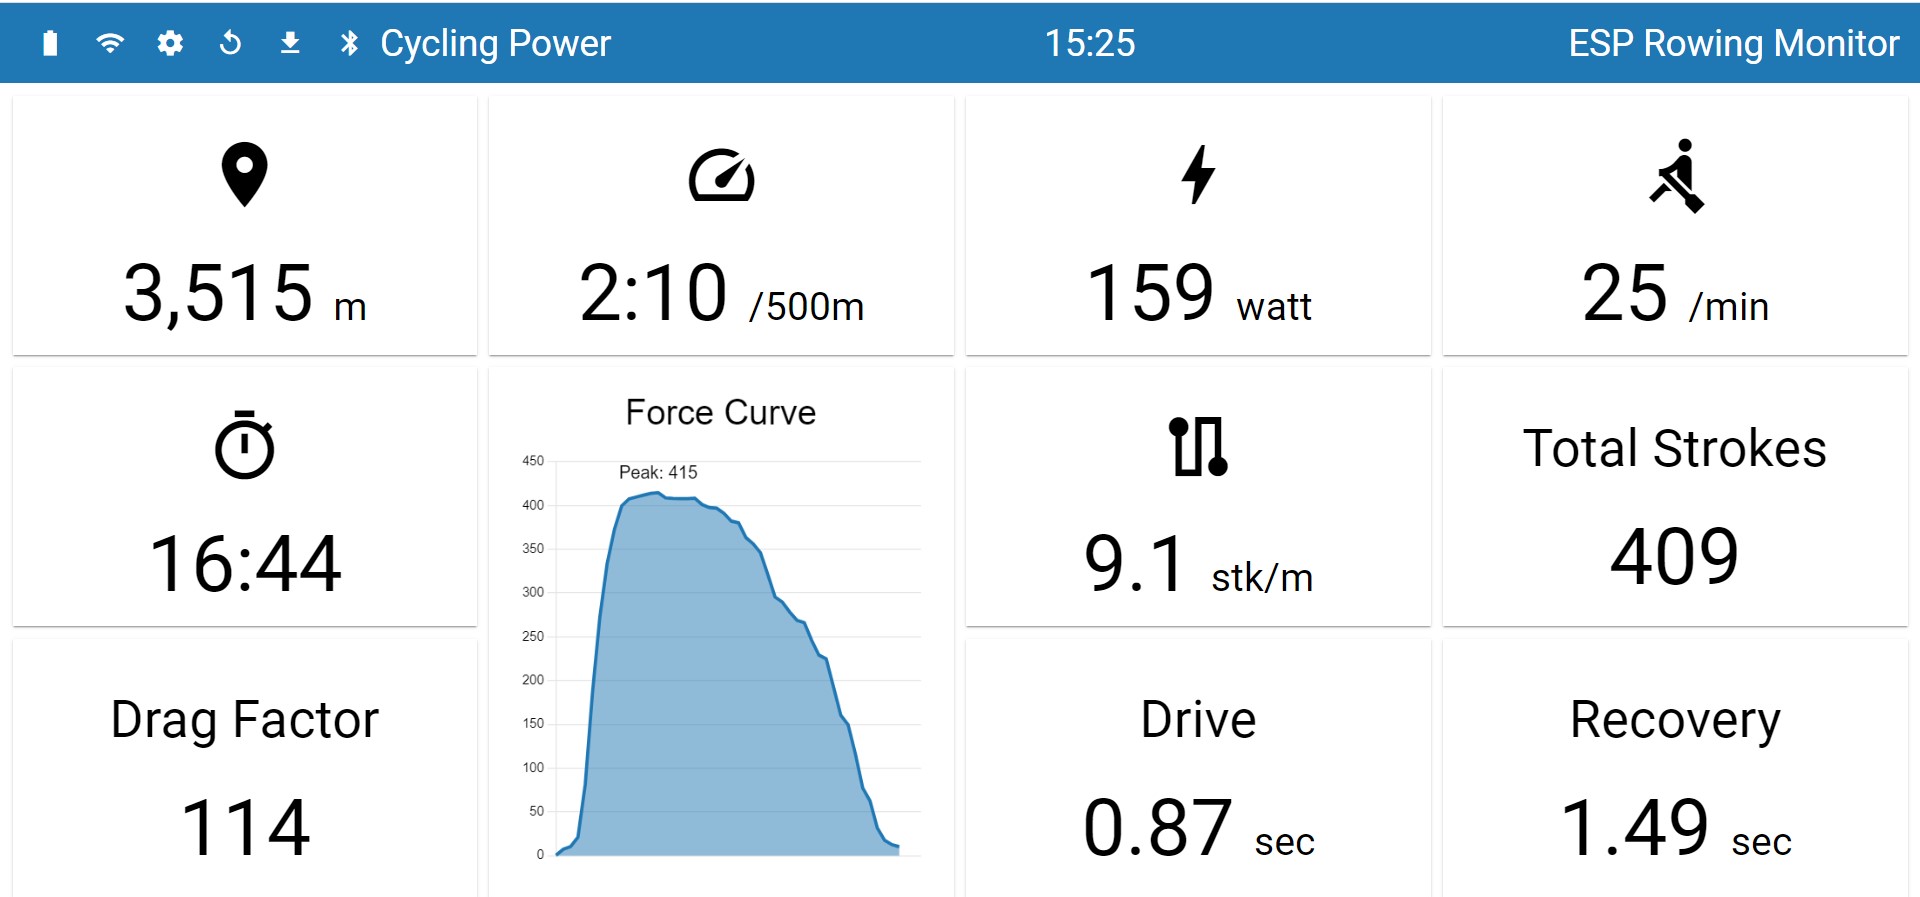 Cycling Power
15:25
ESP Rowing Monitor
3,515 m
2:10 /500m
159 watt
25 /min
16:44
Force Curve
Peak: 415
450
400
350
300
250
200
150
100
50
0
9.1 stk/m
Total Strokes
409
Drag Factor
114
Drive
0.87 sec
Recovery
1.49 sec